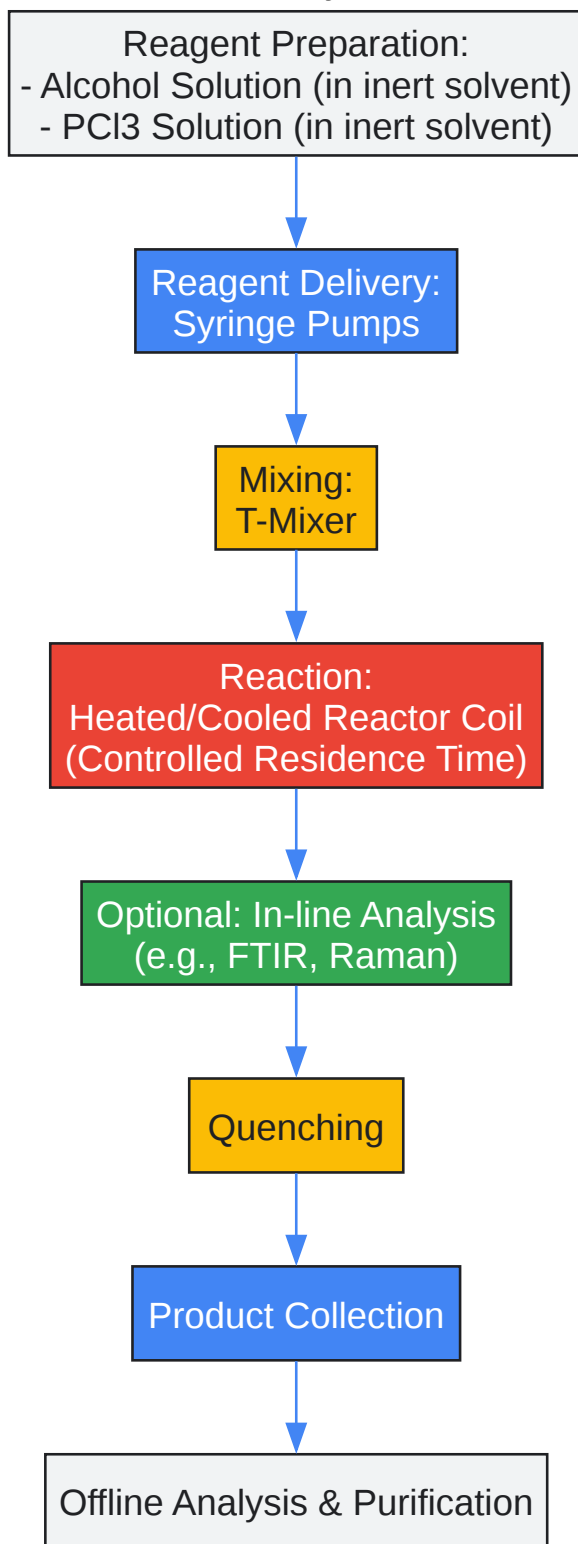 Reagent Preparation:
- Alcohol Solution (in inert solvent)
- PCl3 Solution (in inert solvent)
Reagent Delivery:
Syringe Pumps
Mixing:
T-Mixer
Reaction:
Heated/Cooled Reactor Coil
(Controlled Residence Time)
Optional: In-line Analysis
(e.g., FTIR, Raman)
Quenching
Product Collection
Offline Analysis & Purification